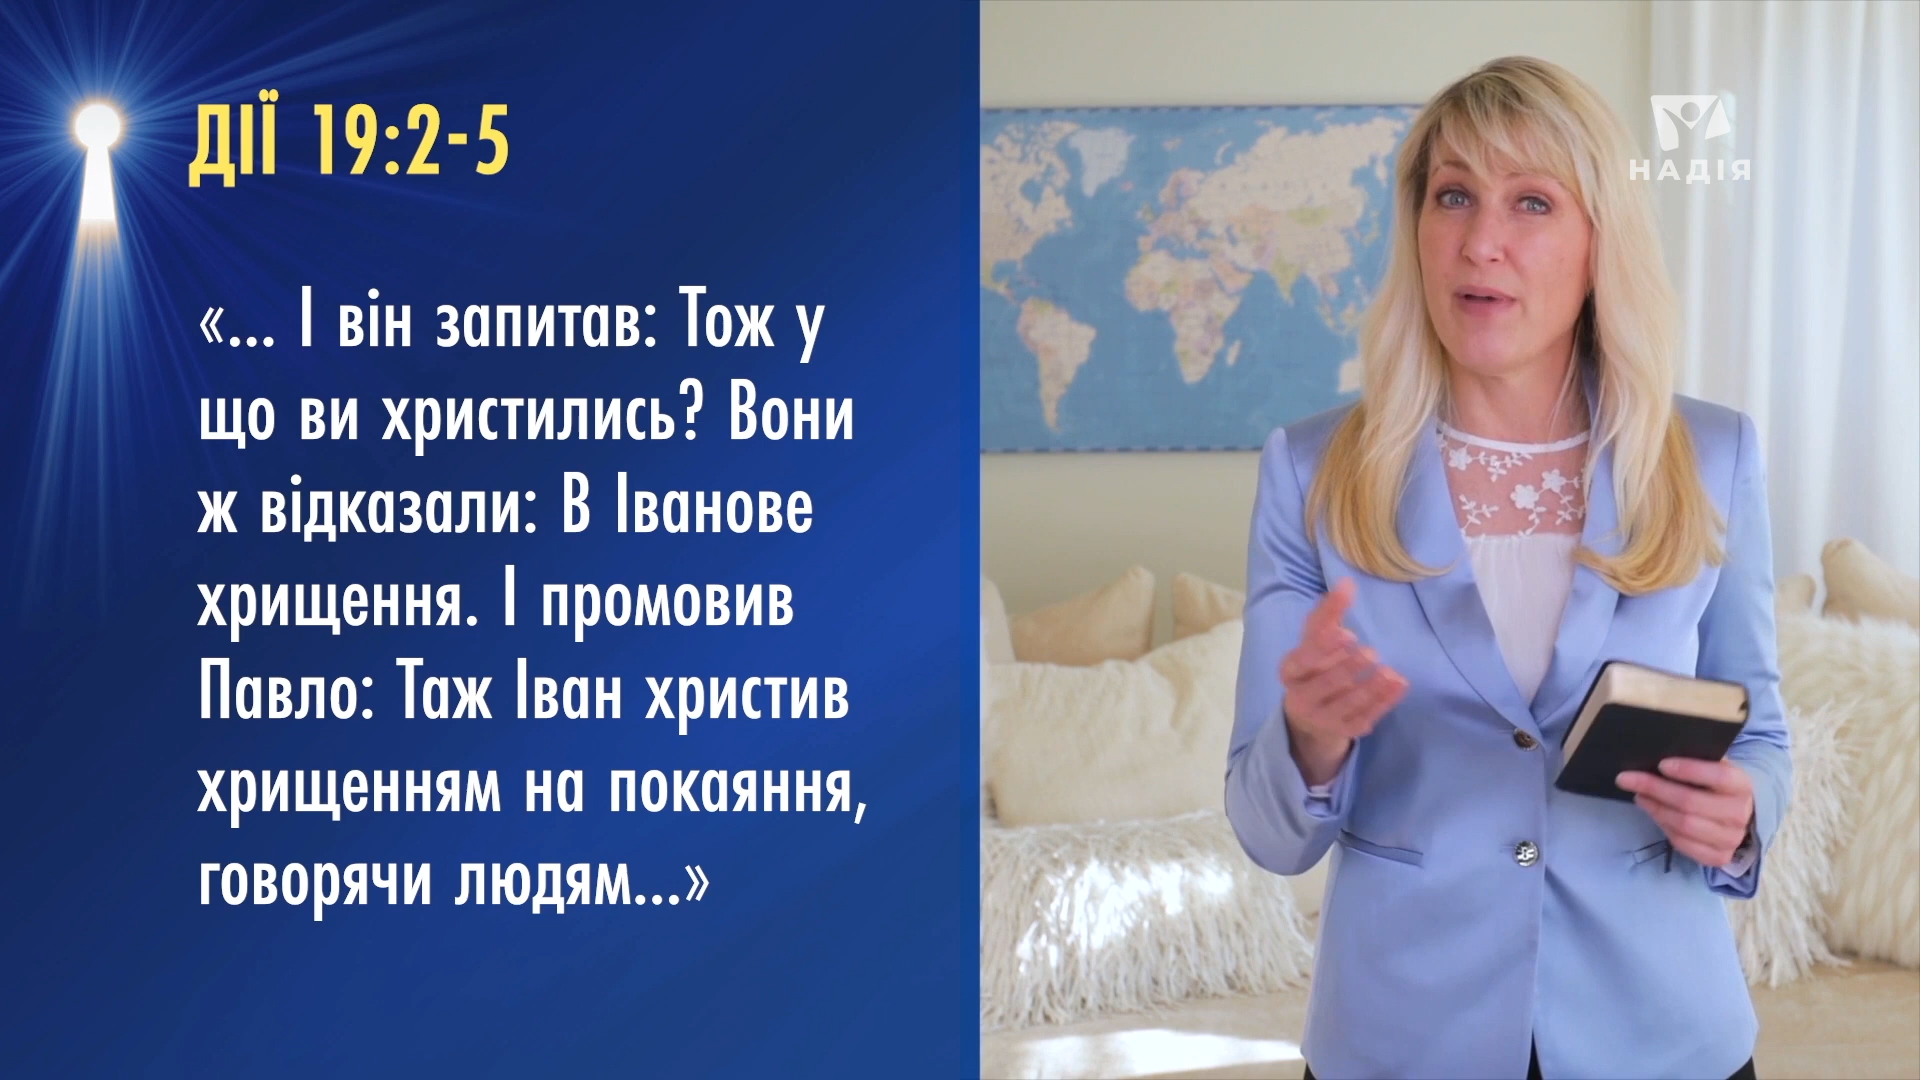 ДІЇ 19:2-5
«... І він запитав: Тож у
що ви христились? Вони
ж відказали: В Іванове
хрищення. І промовив
Павло: Таж Іван христив
хрищенням на покаяння,
говорячи людям...»
НАДІЯ